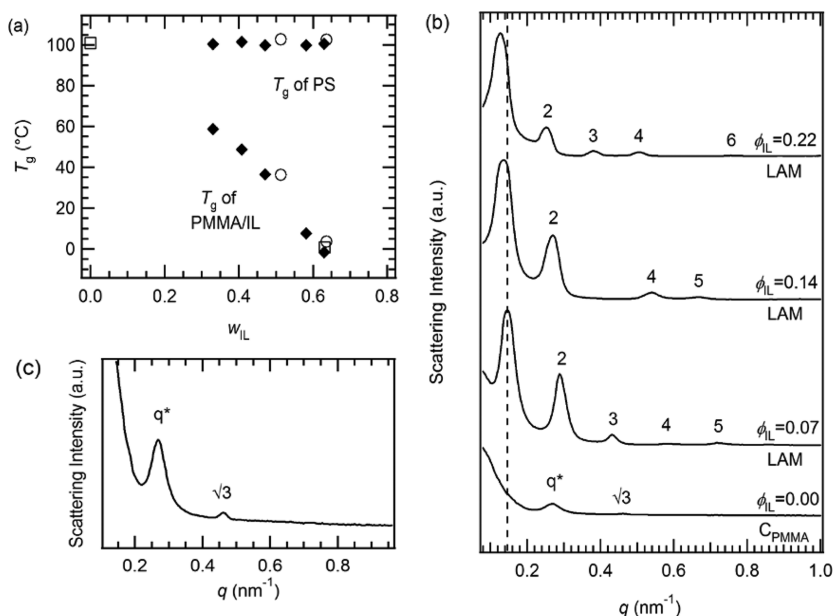 (a)
100
80
60
40
20
0
T_g (°C)
T_g of PS
T_g of
PMMA/IL
0.0 0.2 0.4 0.6 0.8
w_IL
(b)
Scattering Intensity (a.u.)
Scattering Intensity (a.u.)
2 3 4 6 ϕ_IL=0.22
LAM
2 4 5 ϕ_IL=0.14
LAM
2 3 4 5 ϕ_IL=0.07
LAM
q* √3 ϕ_IL=0.00
C_PMMA
0.2 0.4 0.6 0.8 1.0
q (nm⁻¹)
(c)
Scattering Intensity (a.u.)
q*
√3
0.2 0.4 0.6 0.8
q (nm⁻¹)